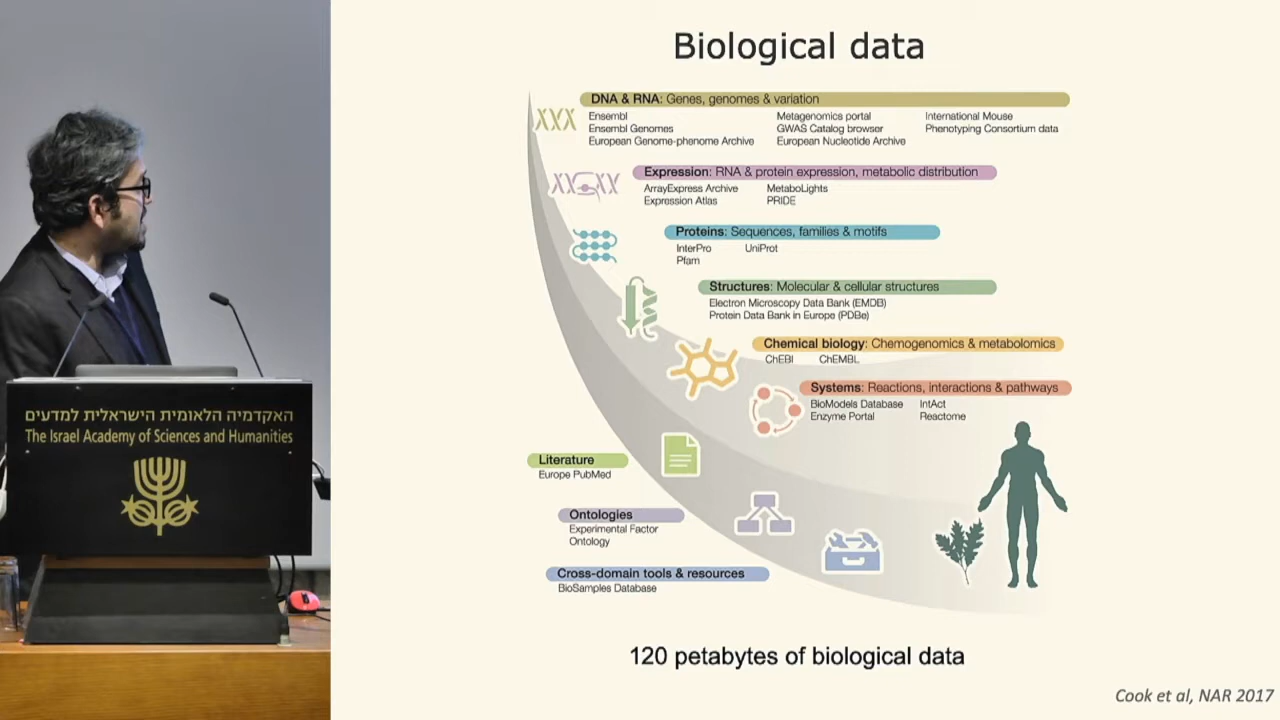 האקדמיה הלאומית הישראלית למדעים
The Israel Academy of Sciences and Humanities
Biological data
DNA & RNA: Genes, genomes & variation
Ensembl
Ensembl Genomes
European Genome-phenome Archive
Metagenomics portal
GWAS Catalog browser
European Nucleotide Archive
International Mouse
Phenotyping Consortium data
Expression: RNA & protein expression, metabolic distribution
ArrayExpress Archive
Expression Atlas
MetaboLights
PRIDE
Proteins: Sequences, families & motifs
InterPro
Pfam
UniProt
Structures: Molecular & cellular structures
Electron Microscopy Data Bank (EMDB)
Protein Data Bank in Europe (PDBe)
Chemical biology: Chemogenomics & metabolomics
ChEBI
ChEMBL
Systems: Reactions, interactions & pathways
BioModels Database
Enzyme Portal
IntAct
Reactome
Literature
Europe PubMed
Ontologies
Experimental Factor
Ontology
Cross-domain tools & resources
BioSamples Database
120 petabytes of biological data
Cook et al, NAR 2017